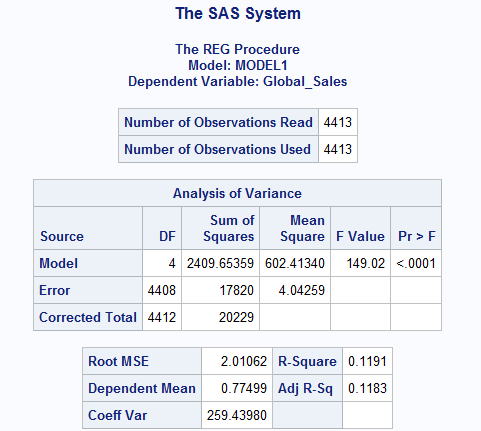 The SAS System
The REG Procedure
Model: MODEL1
Dependent Variable: Global_Sales
Number of Observations Read 4413
Number of Observations Used 4413
Analysis of Variance
Source DF Sum of Squares Mean Square F Value Pr > F
Model 4 2409.65359 602.41340 149.02 <.0001
Error 4408 17820 4.04259
Corrected Total 4412 20229
Root MSE 2.01062 R-Square 0.1191
Dependent Mean 0.77499 Adj R-Sq 0.1183
Coeff Var 259.43980